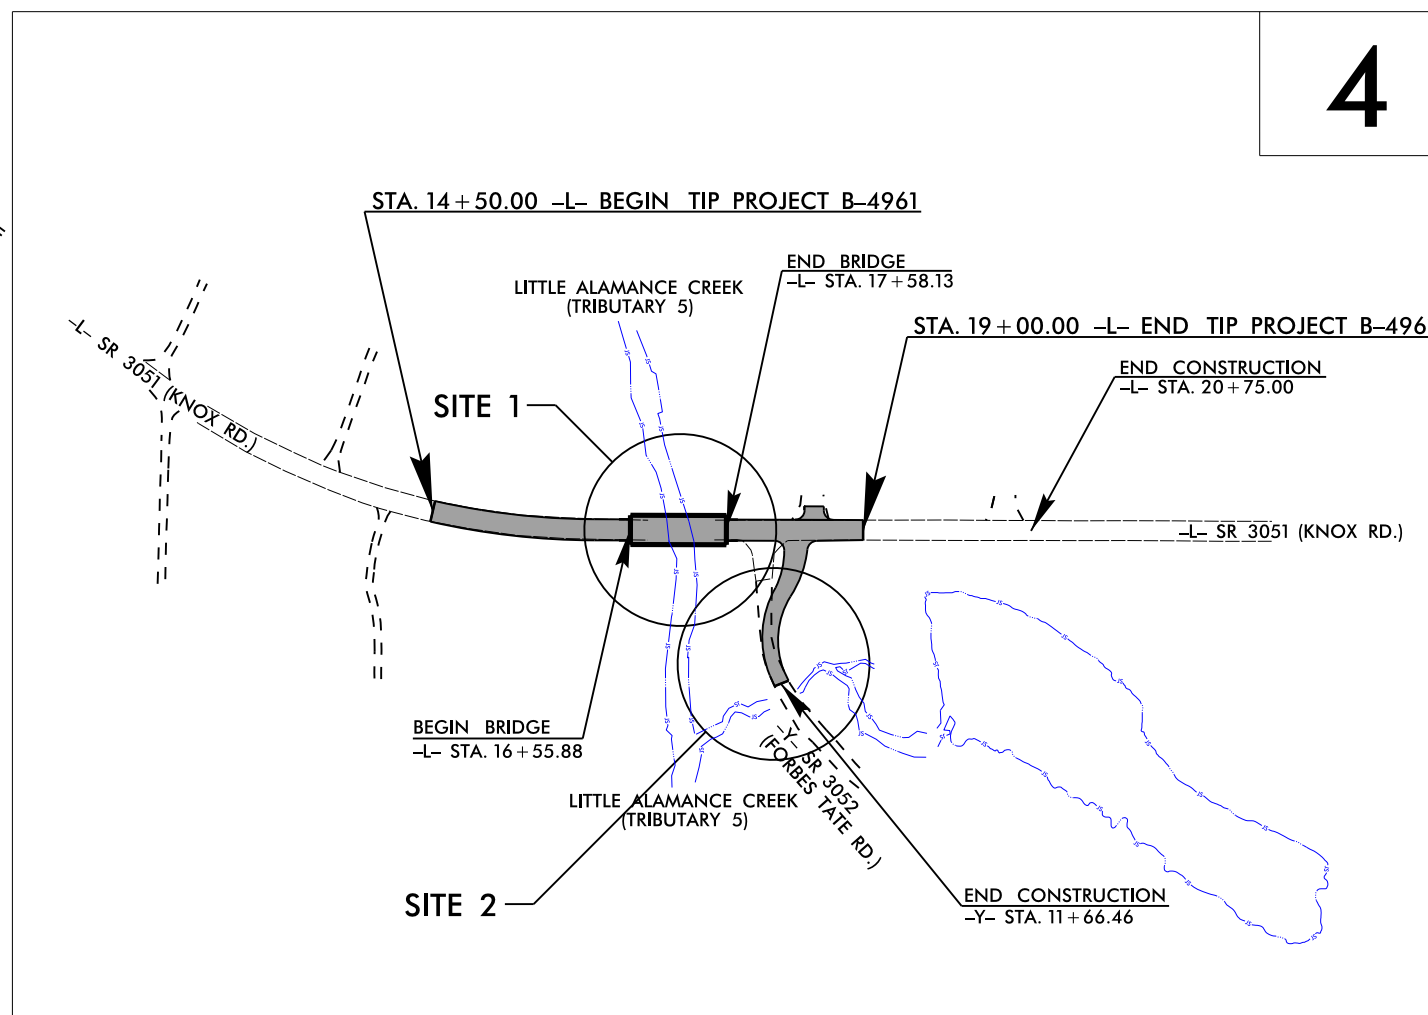 4
STA. 14+50.00 -L- BEGIN TIP PROJECT B-4961
END BRIDGE
-L- STA. 17+58.13
LITTLE ALAMANCE CREEK
(TRIBUTARY 5)
STA. 19+00.00 -L- END TIP PROJECT B-496
-L- SR 3051 (KNOX RD.)
END CONSTRUCTION
-L- STA. 20+75.00
SITE 1
-L- SR 3051 (KNOX RD.)
BEGIN BRIDGE
-L- STA. 16+55.88
-Y- SR 3052
(FORBES TATE RD.)
LITTLE ALAMANCE CREEK
(TRIBUTARY 5)
SITE 2
END CONSTRUCTION
-Y- STA. 11+66.46